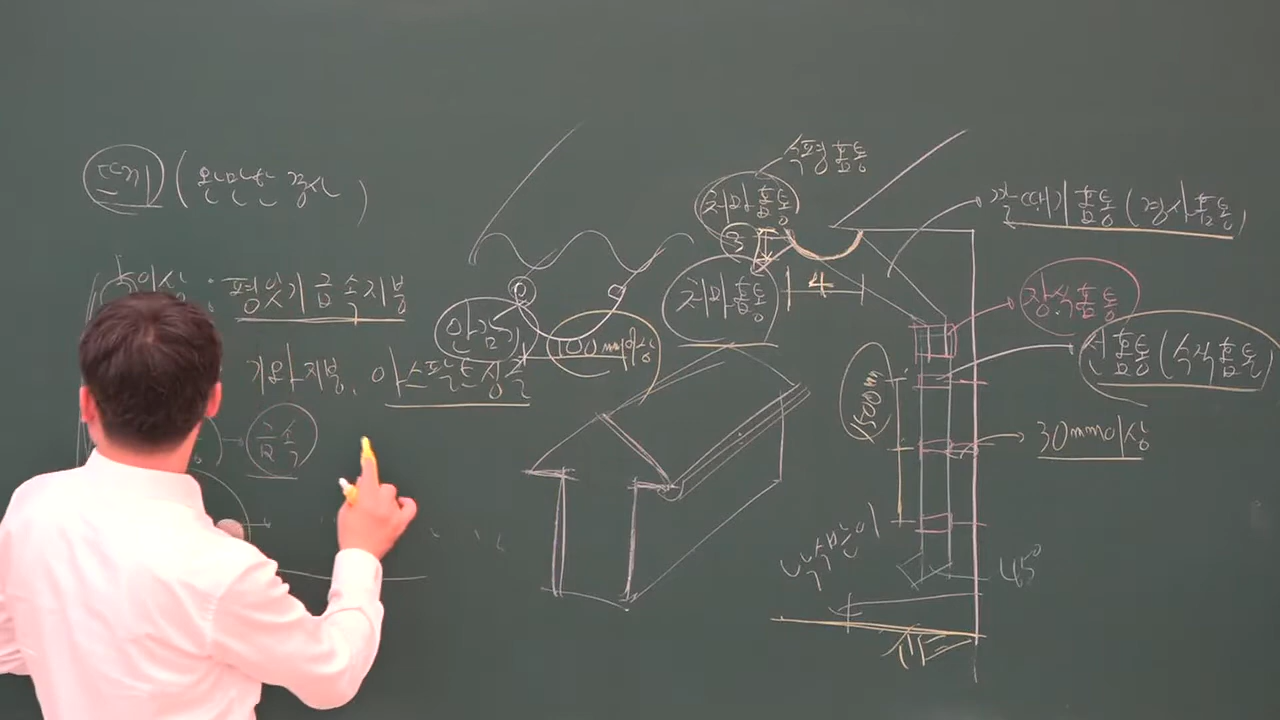 뜨기 (완만한 경사)
: 평잇기 금속지붕
기와지붕, 아스팔트싱글
금속
안감
100mm이상
수평홈통
처마홈통
3
처마홈통
4
깔때기홈통 (경사홈통)
장식홈통
선홈통 (수직홈통)
1500mm
30mm이상
낙수받이
45°